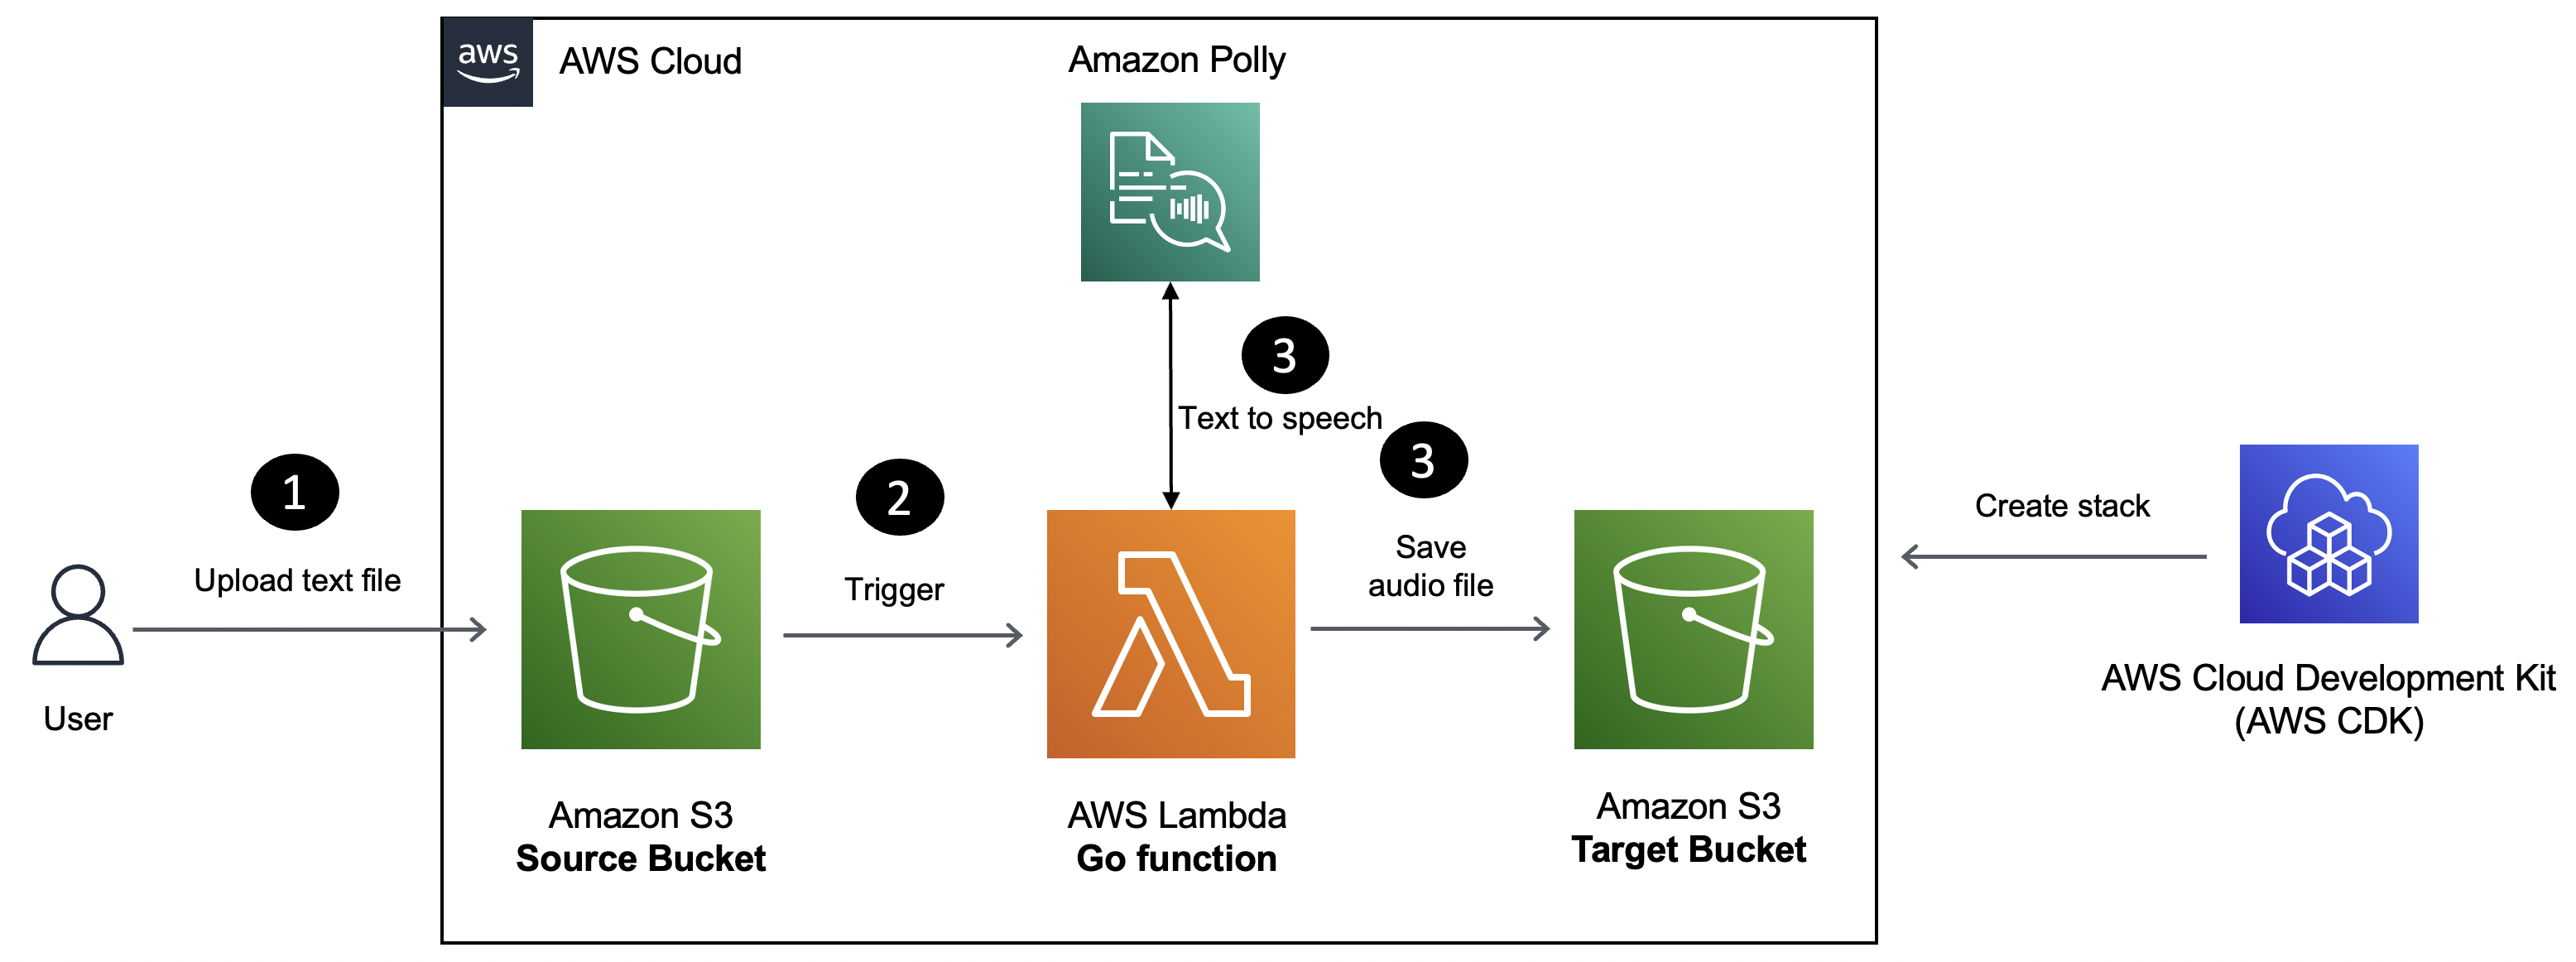 aws
AWS Cloud
Amazon Polly
3
Text to speech
1
Upload text file
User
2
Trigger
3
Save
audio file
Create stack
AWS Cloud Development Kit
(AWS CDK)
Amazon S3
Source Bucket
AWS Lambda
Go function
Amazon S3
Target Bucket